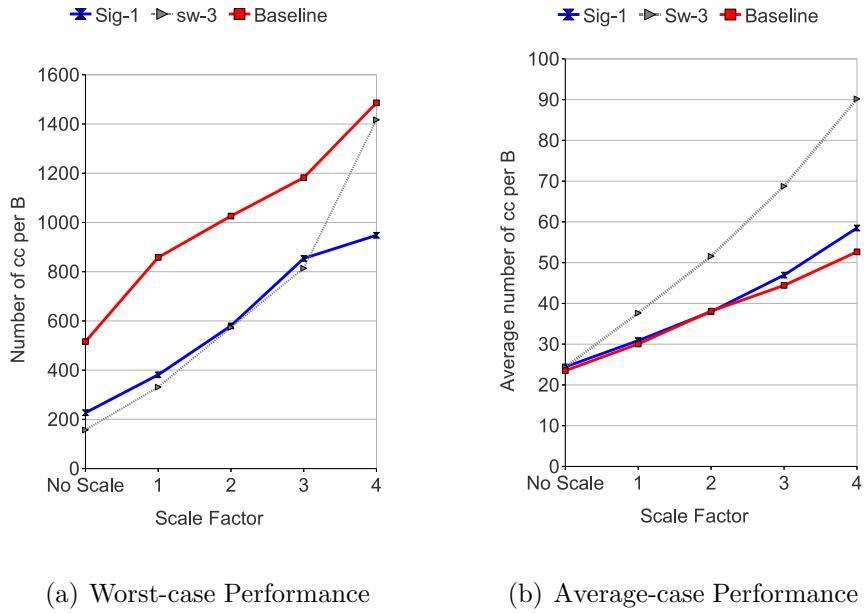 Sig-1 sw-3 Baseline
1600
1400
1200
1000
800
600
400
200
0
Number of cc per B
No Scale 1 2 3 4
Scale Factor
(a) Worst-case Performance
Sig-1 Sw-3 Baseline
100
90
80
70
60
50
40
30
20
10
0
Average number of cc per B
No Scale 1 2 3 4
Scale Factor
(b) Average-case Performance